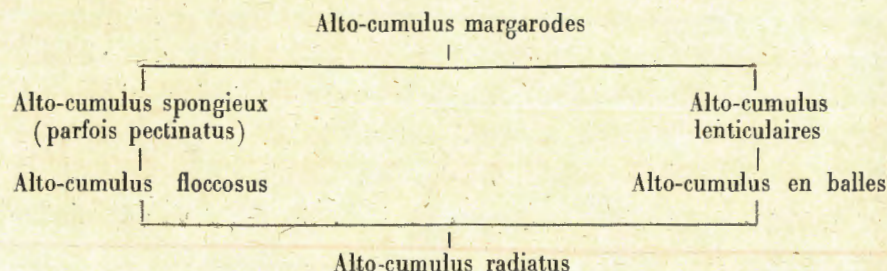 Alto-cumulus margarodes
Alto-cumulus spongieux
(parfois pectinatus)
Alto-cumulus
lenticulaires
Alto-cumulus floccosus
Alto-cumulus en balles
Alto-cumulus radiatus